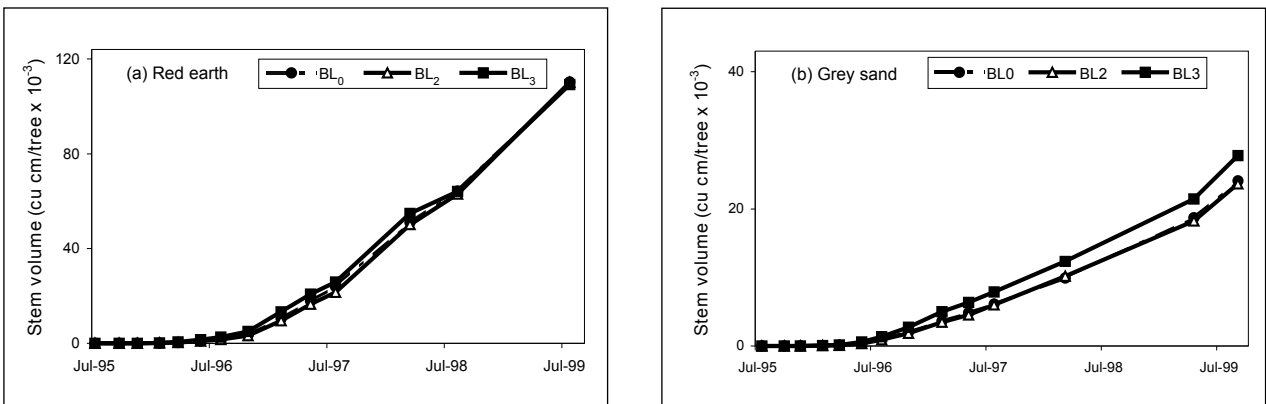 Stem volume (cu cm/tree x 10⁻³)
120
80
40
0
(a) Red earth
BL₀
BL₂
BL₃
Jul-95 Jul-96 Jul-97 Jul-98 Jul-99
Stem volume (cu cm/tree x 10⁻³)
40
20
0
(b) Grey sand
BL0
BL2
BL3
Jul-95 Jul-96 Jul-97 Jul-98 Jul-99